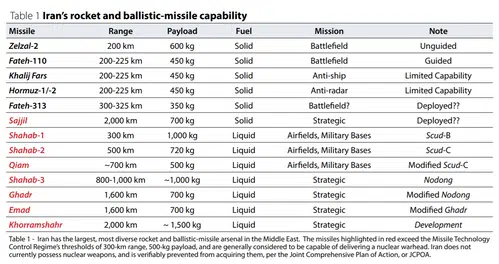 Table 1 Iran's rocket and ballistic-missile capability
Missile Range Payload Fuel Mission Note
Zelzal-2 200 km 600 kg Solid Battlefield Unguided
Fateh-110 200-225 km 450 kg Solid Battlefield Guided
Khalij Fars 200-225 km 450 kg Solid Anti-ship Limited Capability
Hormuz-1/-2 200-225 km 450 kg Solid Anti-radar Limited Capability
Fateh-313 300-325 km 350 kg Solid Battlefield? Deployed??
Sajjil 2,000 km 700 kg Solid Strategic Deployed??
Shahab-1 300 km 1,000 kg Liquid Airfields, Military Bases Scud-B
Shahab-2 500 km 720 kg Liquid Airfields, Military Bases Scud-C
Qiam ~700 km 500 kg Liquid Airfields, Military Bases Modified Scud-C
Shahab-3 800-1,000 km ~1,000 kg Liquid Strategic Nodong
Ghadr 1,600 km 700 kg Liquid Strategic Modified Nodong
Emad 1,600 km 700 kg Liquid Strategic Modified Ghadr
Khorramshahr 2,000 km ~ 1,500 kg Liquid Strategic Development
Table 1 - Iran has the largest, most diverse rocket and ballistic-missile arsenal in the Middle East. The missiles highlighted in red exceed the Missile Technology
Control Regime's thresholds of 300-km range, 500-kg payload, and are generally considered to be capable of delivering a nuclear warhead. Iran does not
currently possess nuclear weapons, and is verifiably prevented from acquiring them, per the Joint Comprehensive Plan of Action, or JCPOA.